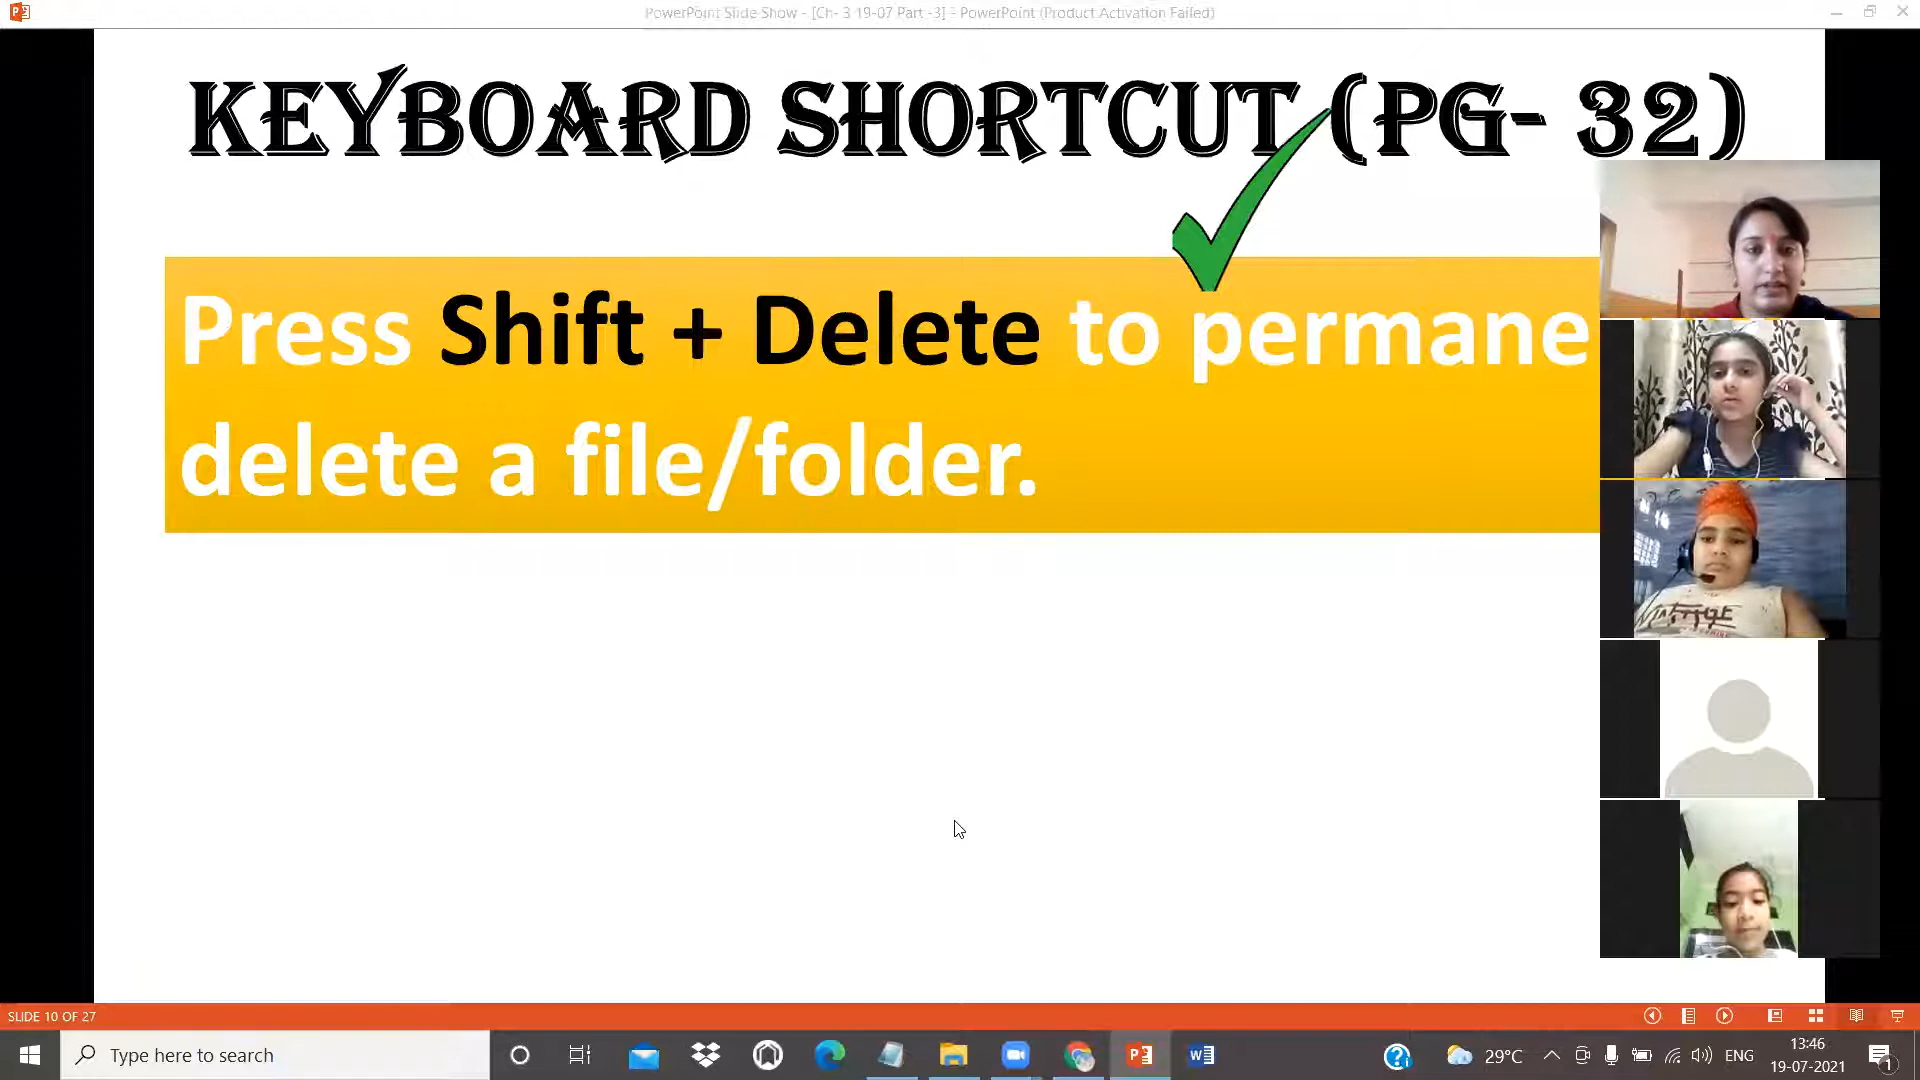 PowerPoint Slide Show - [Ch- 3 19-07 Part -3] - PowerPoint (Product Activation Failed)
KEYBOARD SHORTCUT (PG- 32)
Press Shift + Delete to permane
delete a file/folder.
SLIDE 10 OF 27
Type here to search
29°C
ENG
13:46
19-07-2021
1